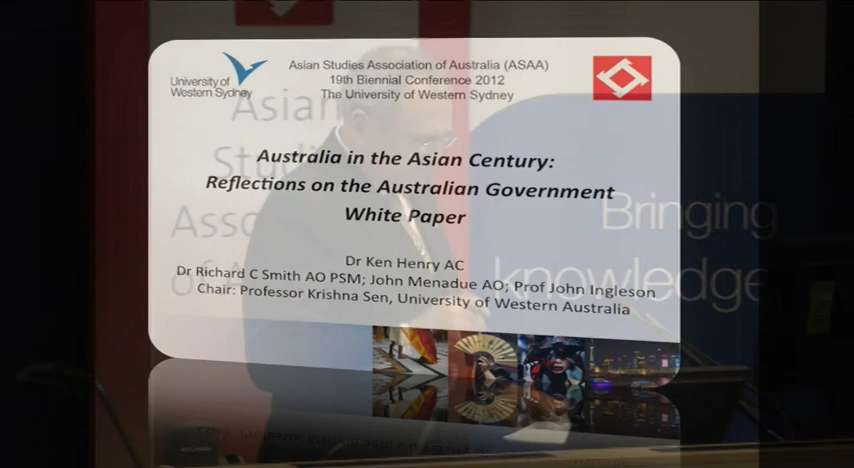 University of
Western Sydney
Asian Studies Association of Australia (ASAA)
19th Biennial Conference 2012
The University of Western Sydney
Australia in the Asian Century:
Reflections on the Australian Government
White Paper
Dr Ken Henry AC
Dr Richard C Smith AO PSM; John Menadue AO; Prof John Ingleson
Chair: Professor Krishna Sen, University of Western Australia
Asian
Bringing
knowledge